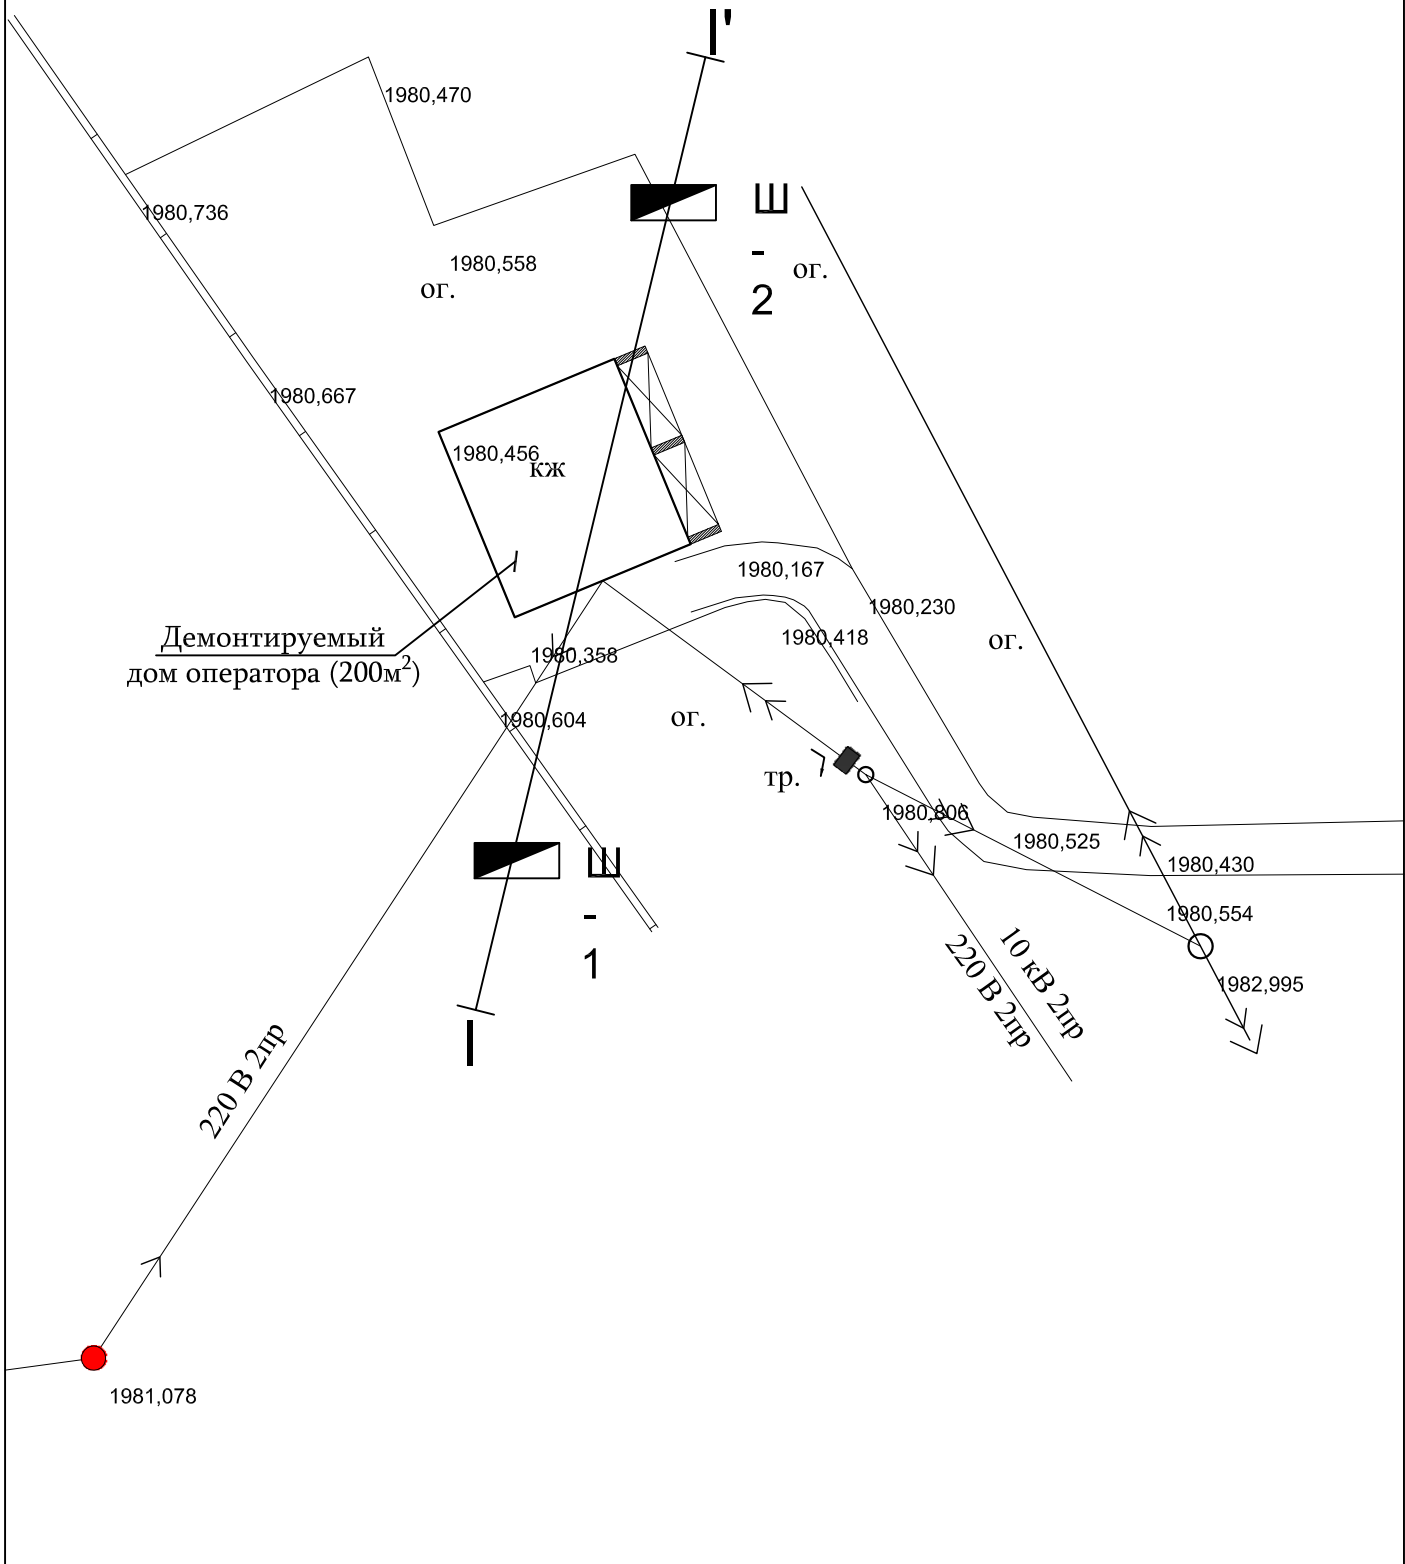 I'
1980,470
Ш
-
2
1980,736
1980,558
ог.
ог.
1980,667
1980,456
кж
1980,167
1980,230
Демонтируемый
дом оператора (200м²)
1980,418
ог.
1980,358
1980,604
ог.
тр.
1980,806
1980,525
1980,430
Ш
-
1
1980,554
10 кВ 2пр
220 В 2пр
1982,995
I
220 В 2пр
1981,078